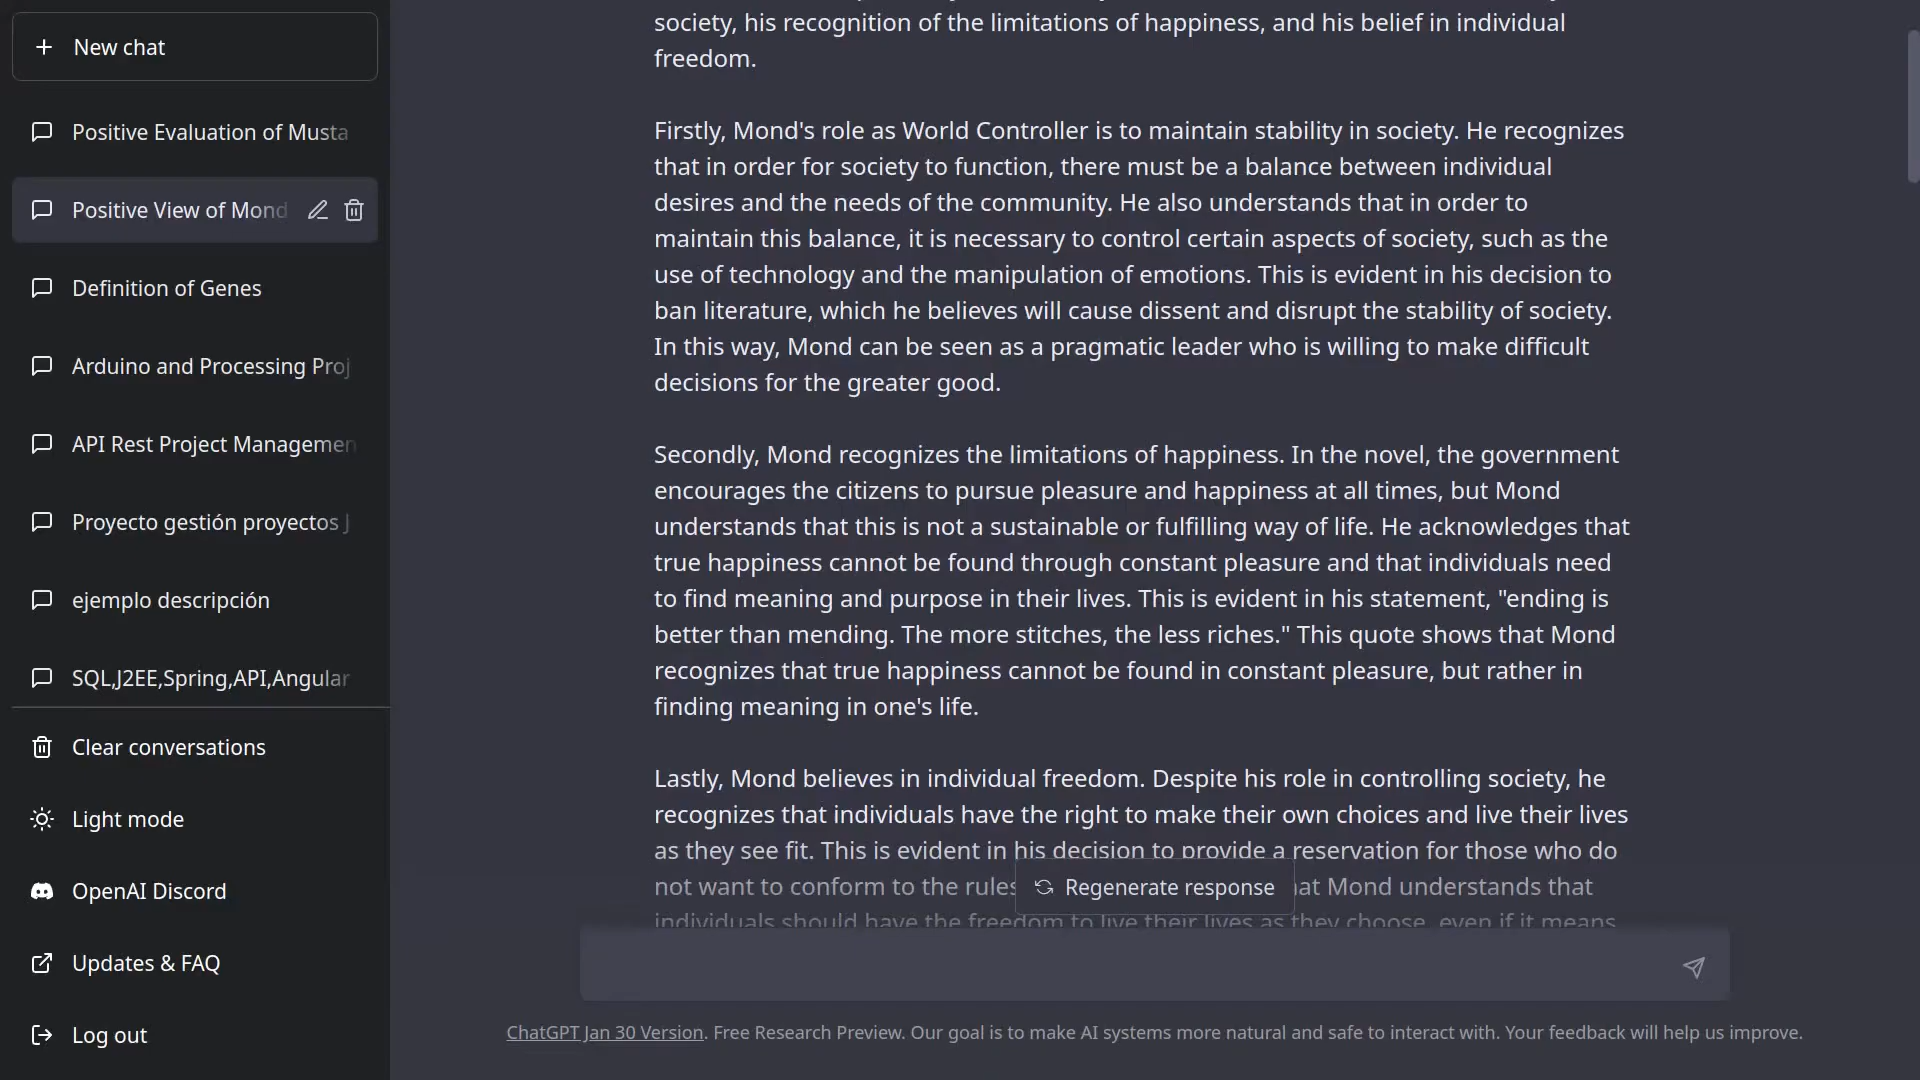 New chat
Positive Evaluation of Musta
Positive View of Mond
Definition of Genes
Arduino and Processing Proj
API Rest Project Managemen
Proyecto gestión proyectos J
ejemplo descripción
SQL,J2EE,Spring,API,Angular
Clear conversations
Light mode
OpenAI Discord
Updates & FAQ
Log out
society, his recognition of the limitations of happiness, and his belief in individual
freedom.
Firstly, Mond's role as World Controller is to maintain stability in society. He recognizes
that in order for society to function, there must be a balance between individual
desires and the needs of the community. He also understands that in order to
maintain this balance, it is necessary to control certain aspects of society, such as the
use of technology and the manipulation of emotions. This is evident in his decision to
ban literature, which he believes will cause dissent and disrupt the stability of society.
In this way, Mond can be seen as a pragmatic leader who is willing to make difficult
decisions for the greater good.
Secondly, Mond recognizes the limitations of happiness. In the novel, the government
encourages the citizens to pursue pleasure and happiness at all times, but Mond
understands that this is not a sustainable or fulfilling way of life. He acknowledges that
true happiness cannot be found through constant pleasure and that individuals need
to find meaning and purpose in their lives. This is evident in his statement, "ending is
better than mending. The more stitches, the less riches." This quote shows that Mond
recognizes that true happiness cannot be found in constant pleasure, but rather in
finding meaning in one's life.
Lastly, Mond believes in individual freedom. Despite his role in controlling society, he
recognizes that individuals have the right to make their own choices and live their lives
as they see fit. This is evident in his decision to provide a reservation for those who do
not want to conform to the rules at Mond understands that
individuals should have the freedom to live their lives as they choose, even if it means
Regenerate response
ChatGPT Jan 30 Version. Free Research Preview. Our goal is to make AI systems more natural and safe to interact with. Your feedback will help us improve.